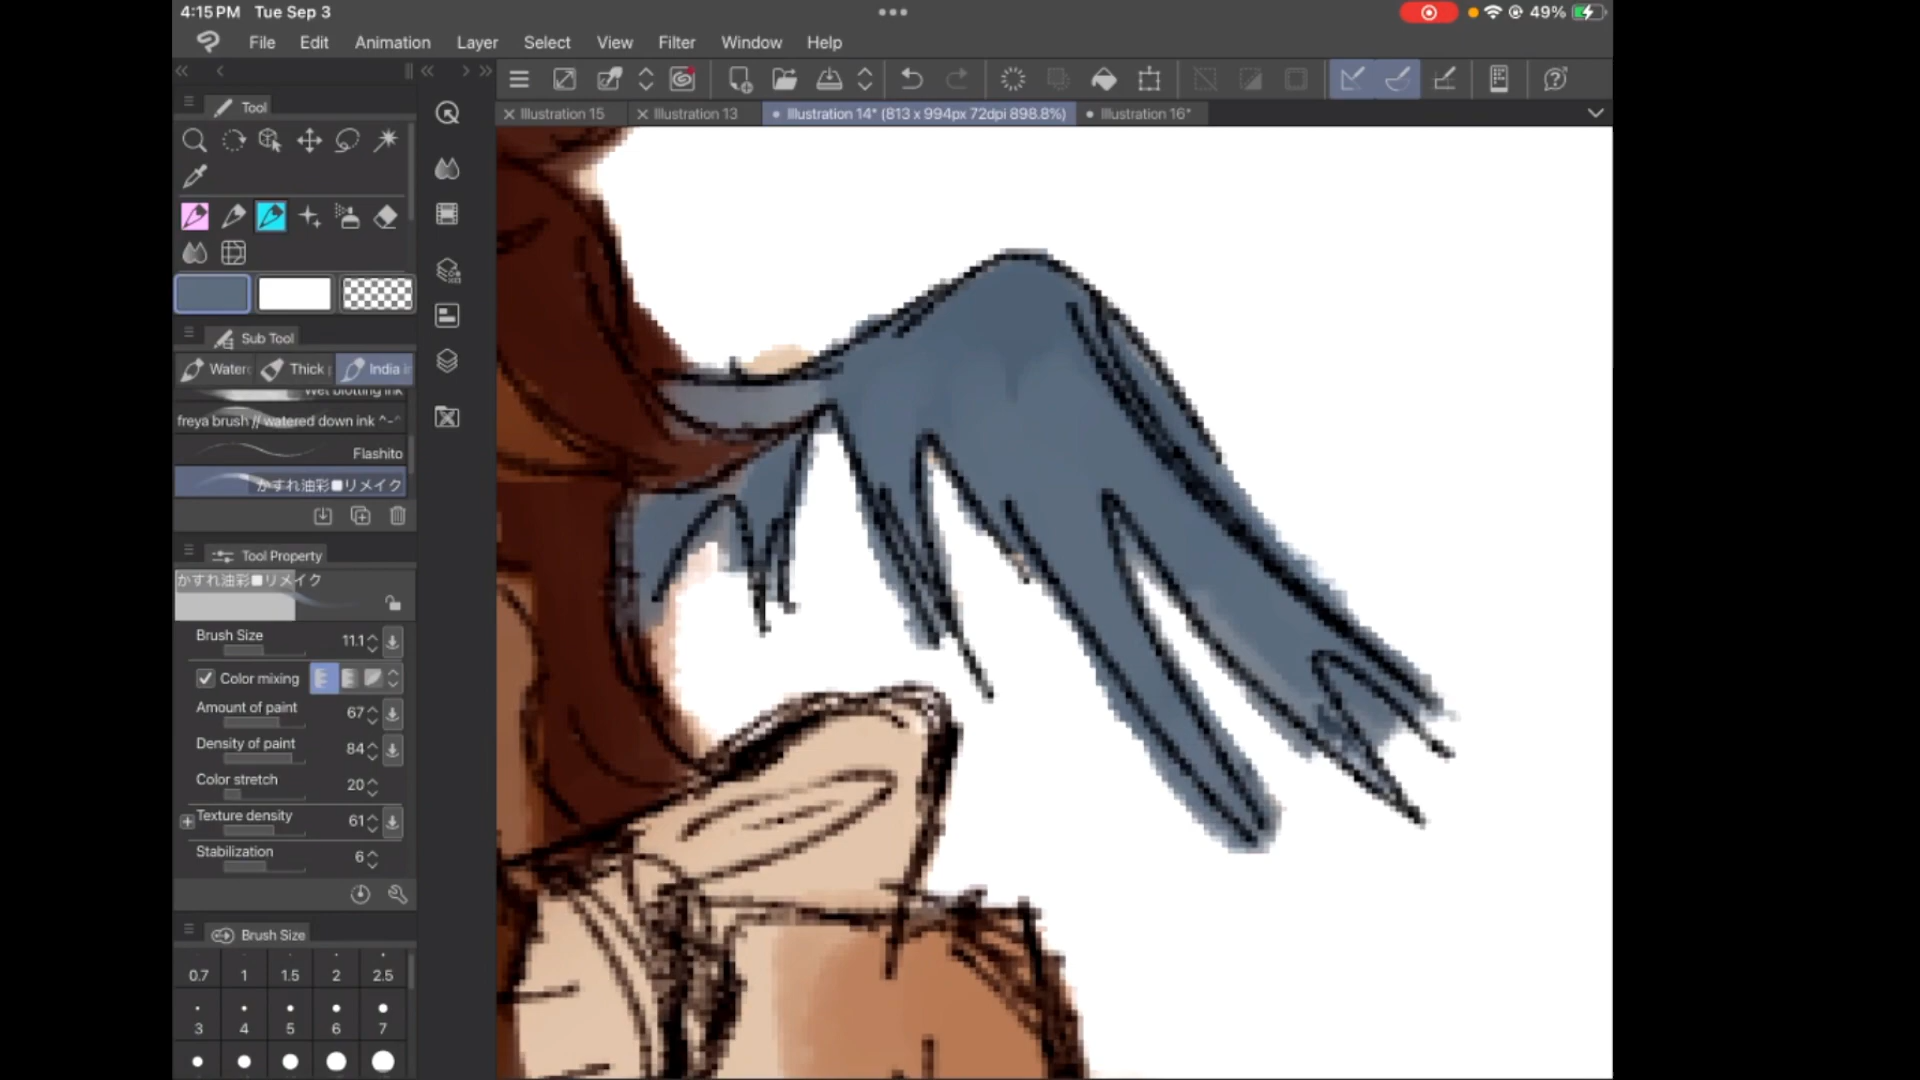 4:15 PM Tue Sep 3
49%
File Edit Animation Layer Select View Filter Window Help
Tool
Illustration 15
Illustration 13
Illustration 14* (813 x 994px 72dpi 898.8%)
Illustration 16*
Sub Tool
Thick
India
Wet blotting ink
freya brush // watered down ink ^-^
Flashito
かすれ油彩■リメイク
Tool Property
かすれ油彩■リメイク
Brush Size 11.1
Color mixing
Amount of paint 67
Density of paint 84
Color stretch 20
Texture density 61
Stabilization 6
Brush Size
0.7 1 1.5 2 2.5
3 4 5 6 7